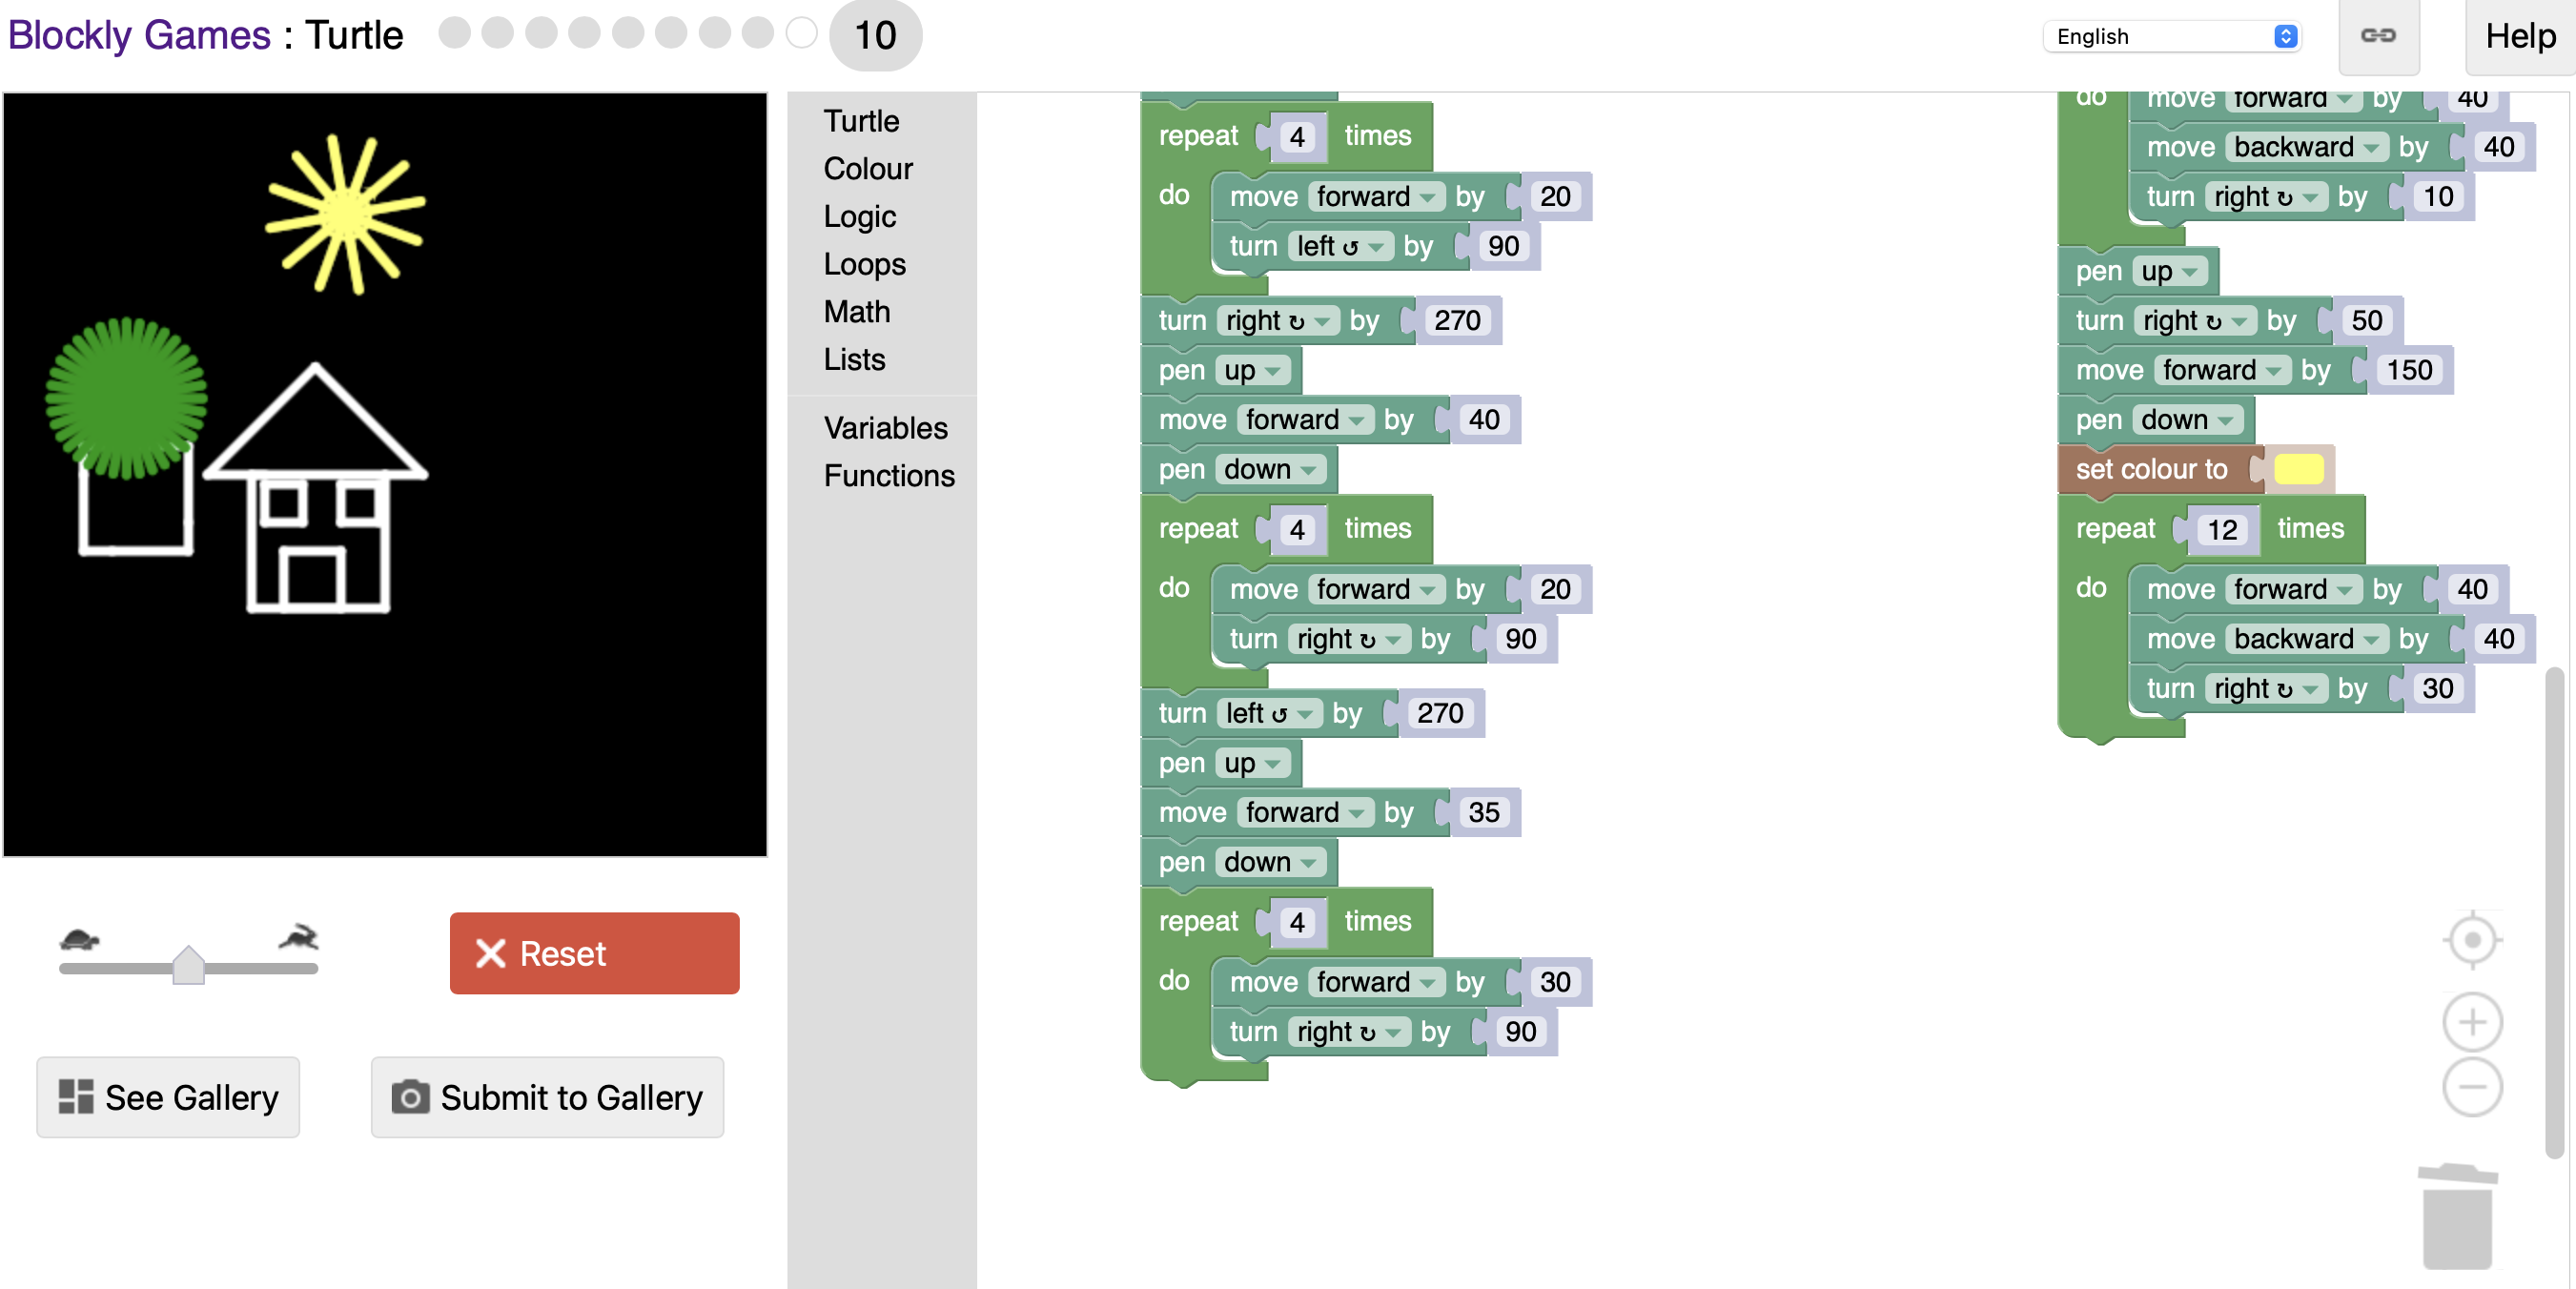 Blockly Games : Turtle 10 English Help
Turtle
Colour
Logic
Loops
Math
Lists
Variables
Functions
repeat 4 times
do move forward by 20
turn left ↺ by 90
turn right ↻ by 270
pen up
move forward by 40
pen down
repeat 4 times
do move forward by 20
turn right ↻ by 90
turn left ↺ by 270
pen up
move forward by 35
pen down
repeat 4 times
do move forward by 30
turn right ↻ by 90
do move forward by 40
move backward by 40
turn right ↻ by 10
pen up
turn right ↻ by 50
move forward by 150
pen down
set colour to
repeat 12 times
do move forward by 40
move backward by 40
turn right ↻ by 30
Reset
See Gallery
Submit to Gallery